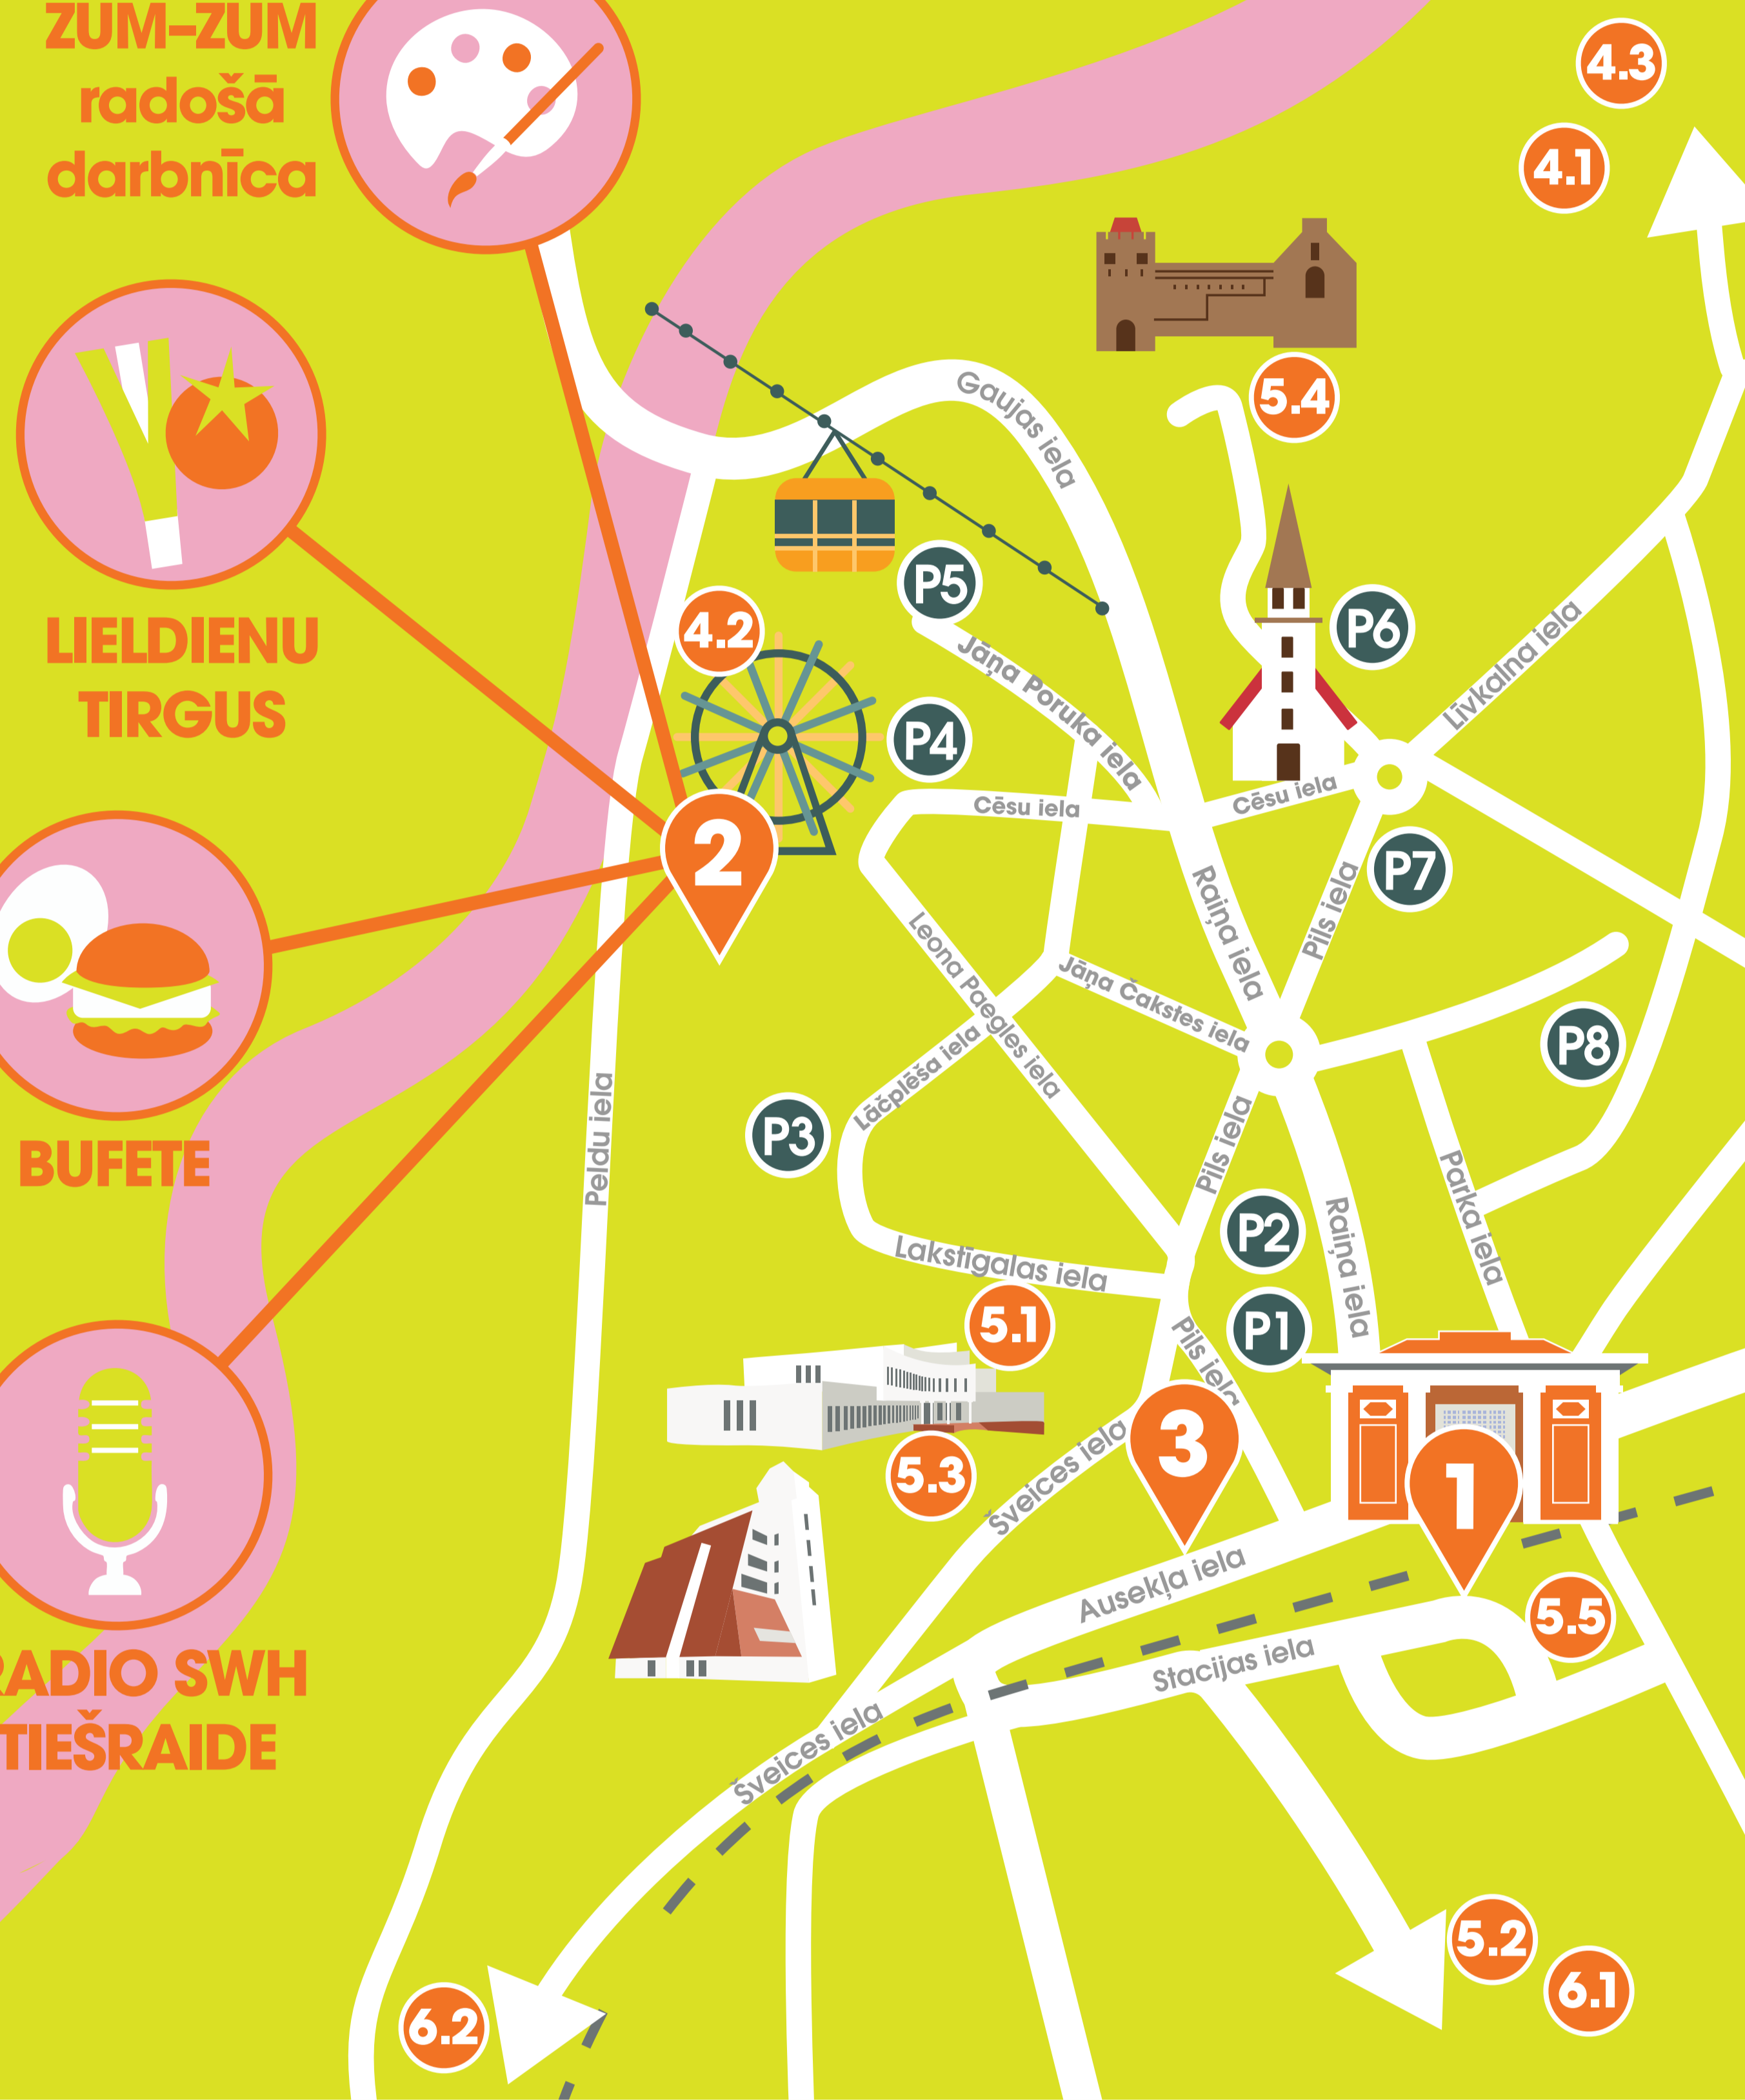 ZUM-ZUM
radošā
darbnīca
LIELDIENU
TIRGUS
BUFETE
RADIO SWH
TIEŠRAIDE
4.3
4.1
5.4
Gaujas iela
P5
P6
4.2
Jāņa Poruka iela
Līvkalna iela
P4
Cēsu iela
Cēsu iela
2
P7
Raiņa iela
Pils iela
Leona Paegles iela
Jāņa Čakstes iela
P8
Lāčplēša iela
P3
Peldu iela
Pils iela
Parka iela
P2
Raiņa iela
Lakstīgalas iela
5.1
P1
Pils iela
3
5.3
Šveices iela
1
Ausekļa iela
5.5
Stacijas iela
Šveices iela
5.2
6.1
6.2